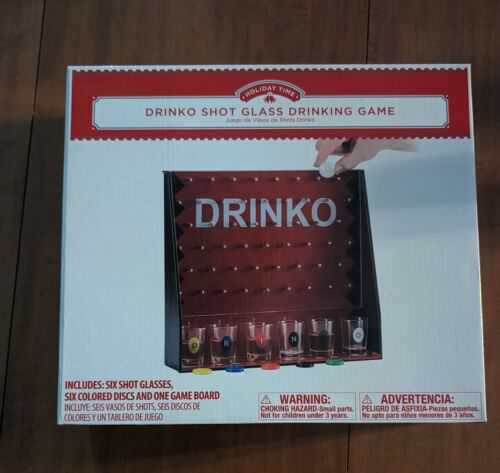 HOLIDAY TIME
DRINKO SHOT GLASS DRINKING GAME
Juego de Vasos de Shots Drinko
DRINKO
D R I N K O
INCLUDES: SIX SHOT GLASSES,
SIX COLORED DISCS AND ONE GAME BOARD
INCLUYE: SEIS VASOS DE SHOTS, SEIS DISCOS DE
COLORES Y UN TABLERO DE JUEGO
WARNING:
CHOKING HAZARD-Small parts.
Not for children under 3 years.
ADVERTENCIA:
PELIGRO DE ASFIXIA-Piezas pequeñas.
No apto para niños menores de 3 años.